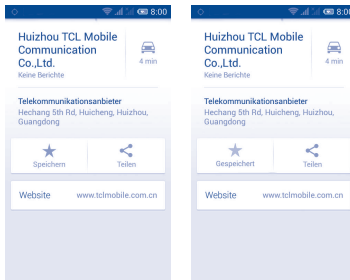 8:00
Huizhou TCL Mobile
Communication
Co.,Ltd.
Keine Berichte
4 min
Telekommunikationsanbieter
Hechang 5th Rd, Huicheng, Huizhou,
Guangdong
Speichern
Teilen
Website www.tclmobile.com.cn
8:00
Huizhou TCL Mobile
Communication
Co.,Ltd.
Keine Berichte
4 min
Telekommunikationsanbieter
Hechang 5th Rd, Huicheng, Huizhou,
Guangdong
Gespeichert
Teilen
Website www.tclmobile.com.cn